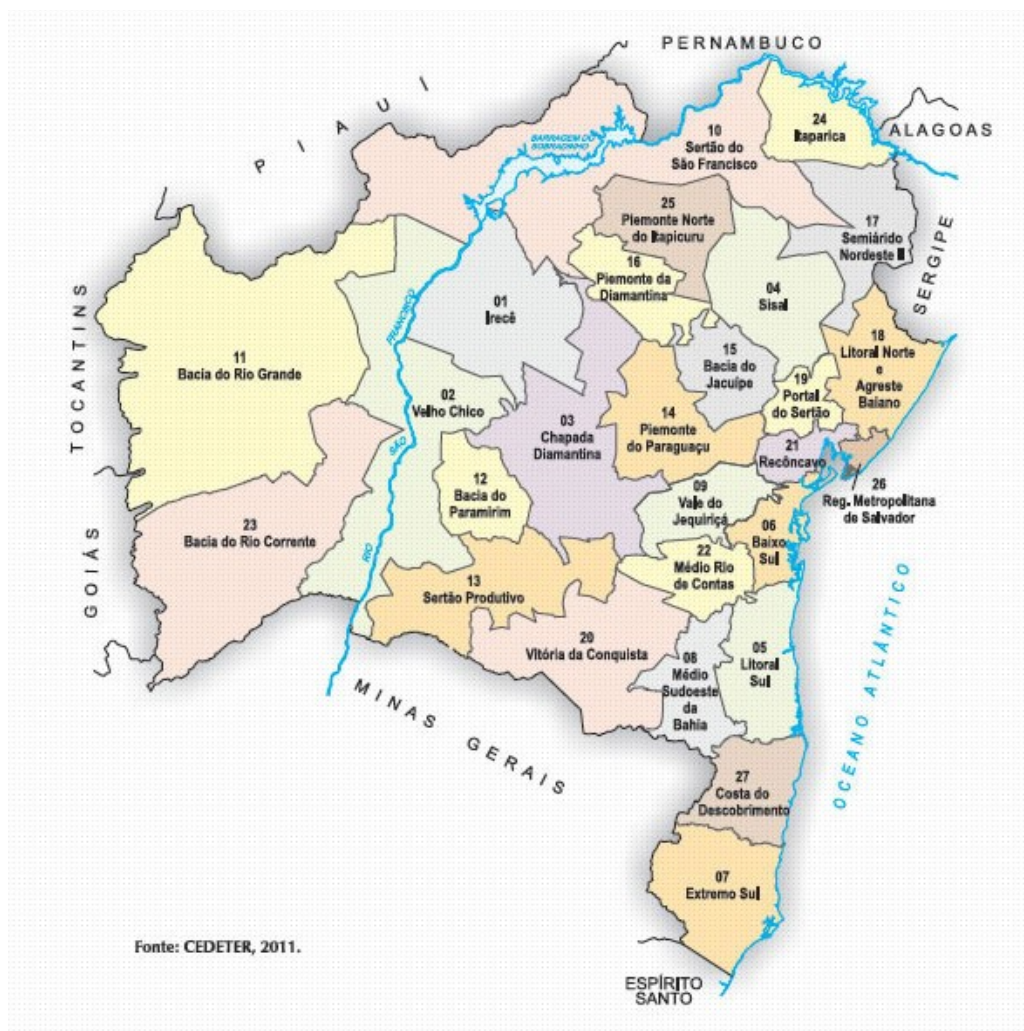 PERNAMBUCO
PIAUI
ALAGOAS
SERGIPE
TOCANTINS
GOIÁS
MINAS GERAIS
ESPÍRITO
SANTO
OCEANO ATLÂNTICO
BARRAGEM DO
SOBRADINHO
RIO
SÃO
FRANCISCO
10
Sertão do
São Francisco
24
Itaparica
25
Piemonte Norte
do Itapicuru
17
Semiárido
Nordeste II
16
Piemonte da
Diamantina
04
Sisal
01
Irecê
11
Bacia do Rio Grande
15
Bacia do
Jacuípe
18
Litoral Norte
e
Agreste
Baiano
19
Portal
do Sertão
02
Velho Chico
03
Chapada
Diamantina
14
Piemonte
do Paraguaçu
21
Recôncavo
26
Reg. Metropolitana
de Salvador
12
Bacia do
Paramirim
09
Vale do
Jequiriçá
06
Baixo
Sul
23
Bacia do Rio Corrente
22
Médio Rio
de Contas
13
Sertão Produtivo
20
Vitória da Conquista
05
Litoral
Sul
08
Médio
Sudoeste
da
Bahia
27
Costa do
Descobrimento
07
Extremo Sul
Fonte: CEDETER, 2011.